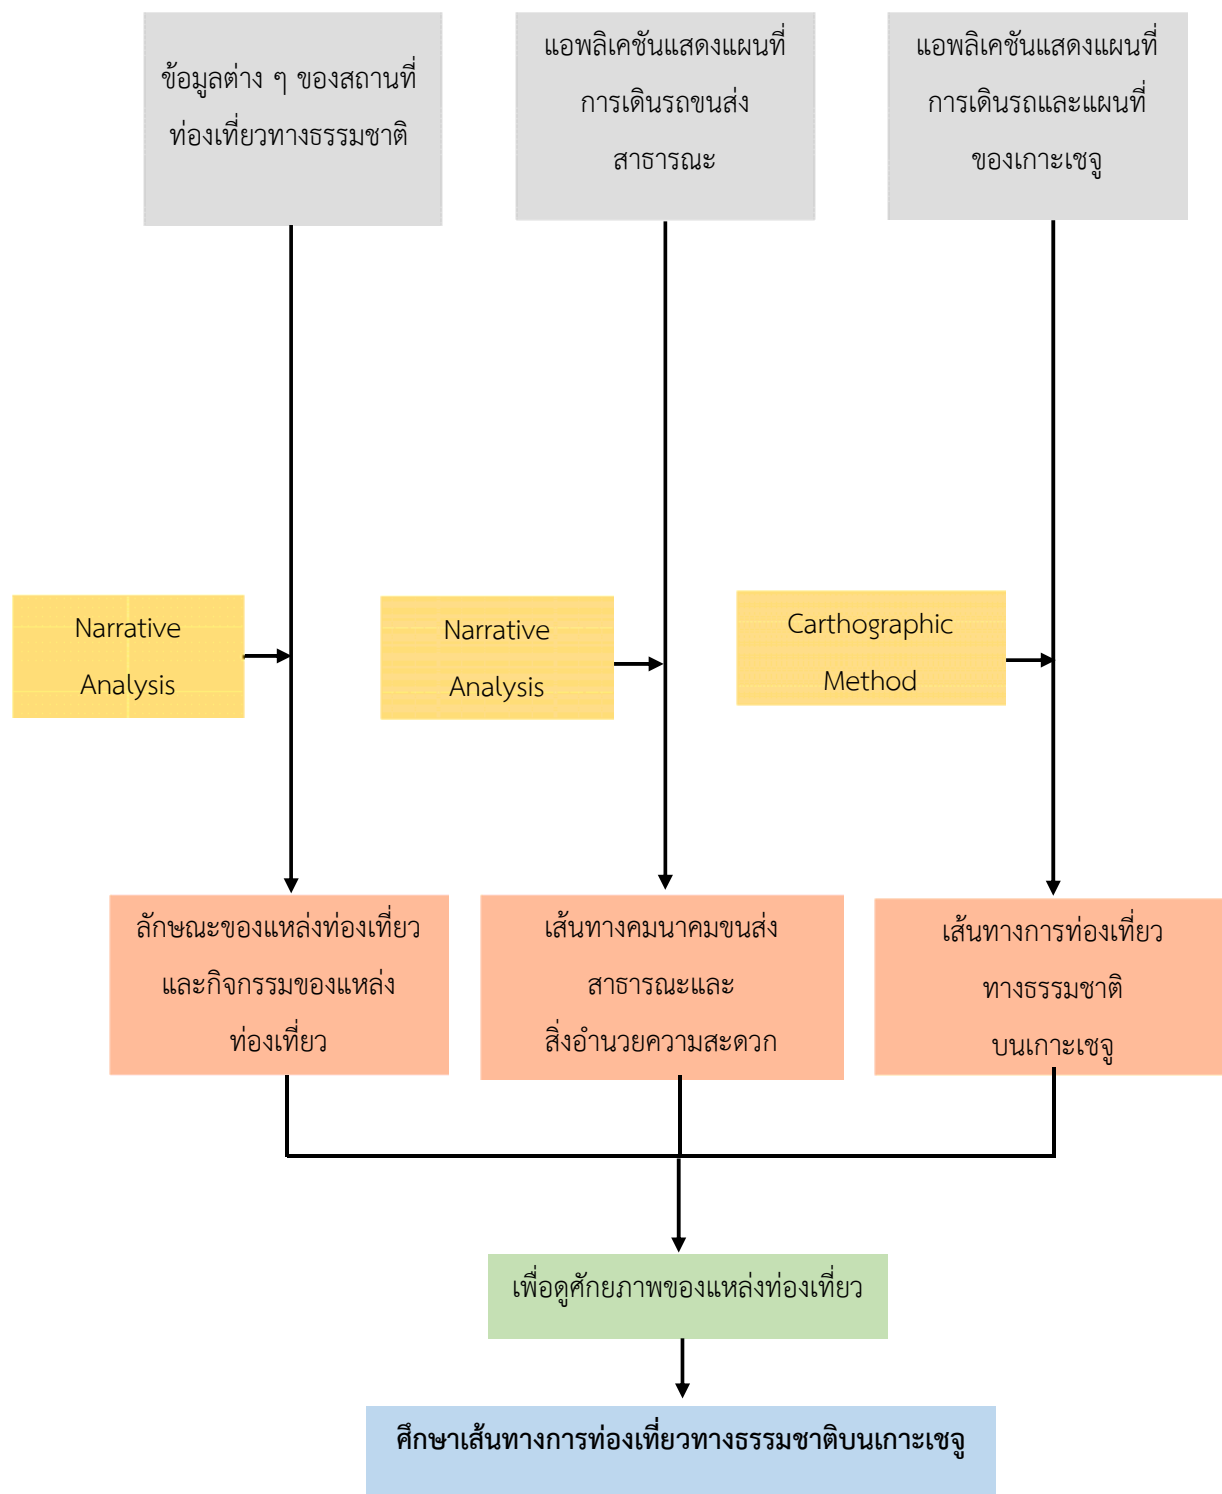 ข้อมูลต่าง ๆ ของสถานที่
ท่องเที่ยวทางธรรมชาติ
แอพลิเคชันแสดงแผนที่
การเดินรถขนส่ง
สาธารณะ
แอพลิเคชันแสดงแผนที่
การเดินรถและแผนที่
ของเกาะเชจู
Narrative
Analysis
Narrative
Analysis
Carthographic
Method
ลักษณะของแหล่งท่องเที่ยว
และกิจกรรมของแหล่ง
ท่องเที่ยว
เส้นทางคมนาคมขนส่ง
สาธารณะและ
สิ่งอำนวยความสะดวก
เส้นทางการท่องเที่ยว
ทางธรรมชาติ
บนเกาะเชจู
เพื่อดูศักยภาพของแหล่งท่องเที่ยว
ศึกษาเส้นทางการท่องเที่ยวทางธรรมชาติบนเกาะเชจู